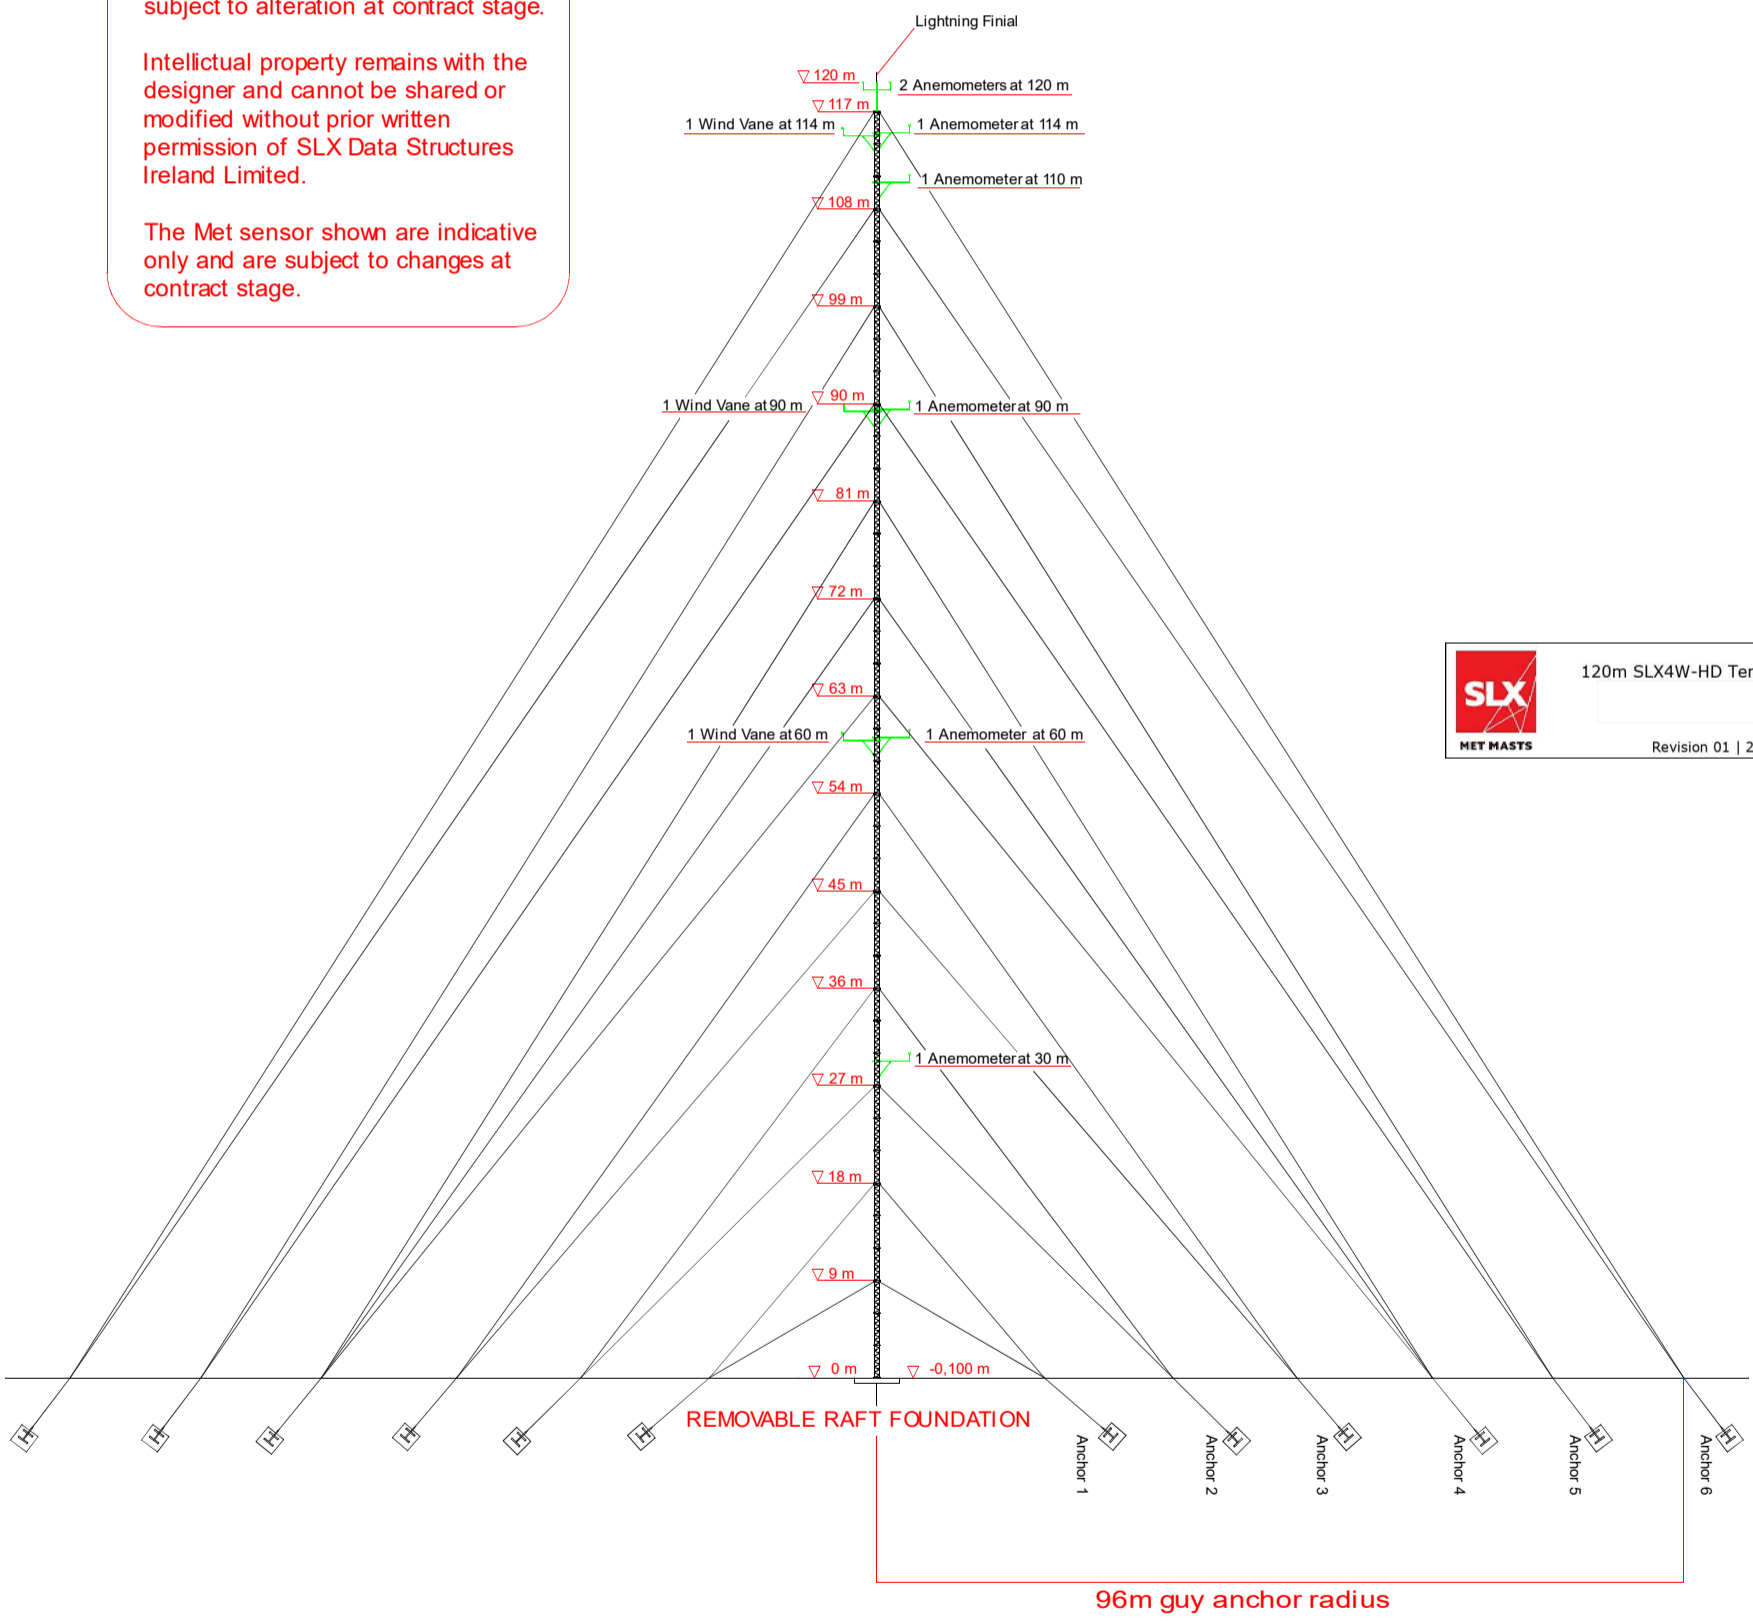 subject to alteration at contract stage.
Intellictual property remains with the
designer and cannot be shared or
modified without prior written
permission of SLX Data Structures
Ireland Limited.
The Met sensor shown are indicative
only and are subject to changes at
contract stage.
Lightning Finial
120 m
2 Anemometers at 120 m
117 m
1 Wind Vane at 114 m
1 Anemometer at 114 m
1 Anemometer at 110 m
108 m
99 m
90 m
1 Wind Vane at 90 m
1 Anemometer at 90 m
81 m
72 m
63 m
1 Wind Vane at 60 m
1 Anemometer at 60 m
54 m
45 m
36 m
1 Anemometer at 30 m
27 m
18 m
9 m
0 m
-0,100 m
REMOVABLE RAFT FOUNDATION
Anchor 1
Anchor 2
Anchor 3
Anchor 4
Anchor 5
Anchor 6
96m guy anchor radius
SLX
MET MASTS
120m SLX4W-HD Ter
Revision 01 | 2